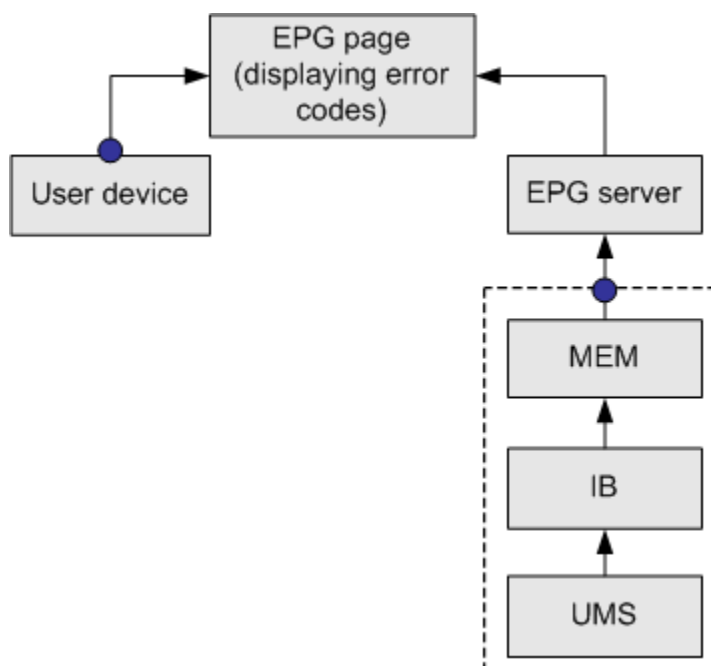 EPG page
(displaying error
codes)
User device
EPG server
MEM
IB
UMS